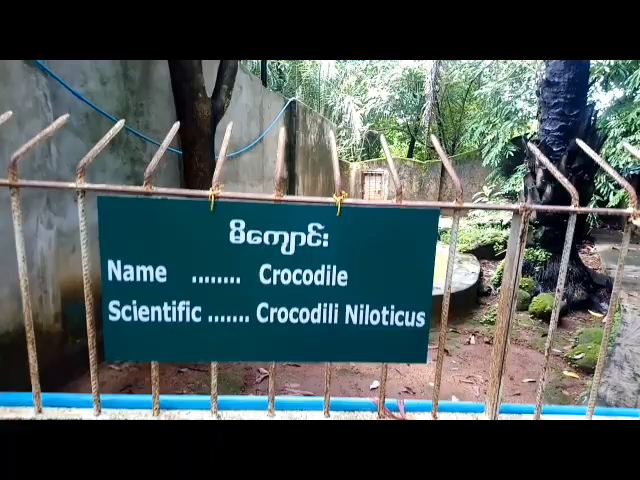 မိကျောင်း
Name ........ Crocodile
Scientific ....... Crocodili Niloticus